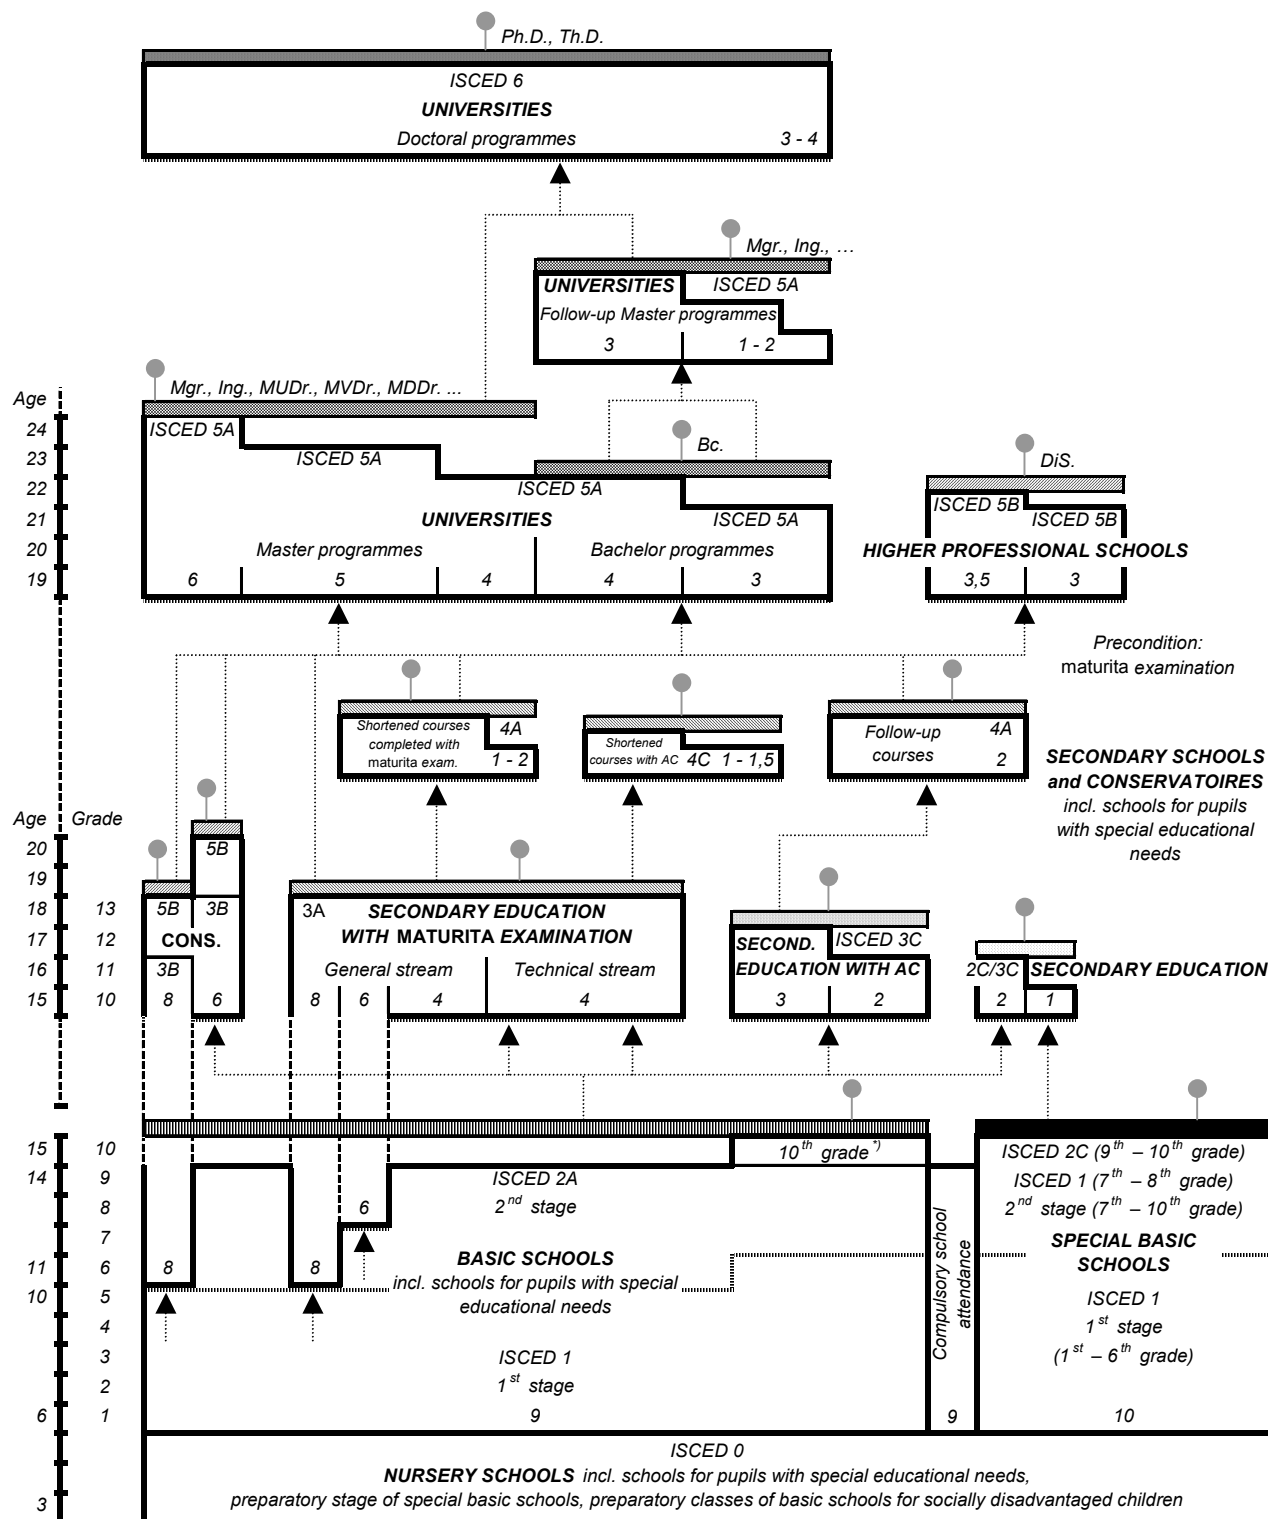 Ph.D., Th.D.
ISCED 6
UNIVERSITIES
Doctoral programmes 3 - 4
Mgr., Ing., …
UNIVERSITIES ISCED 5A
Follow-up Master programmes
3 1 - 2
Mgr., Ing., MUDr., MVDr., MDDr. ...
Age
24 ISCED 5A
Bc.
23 ISCED 5A
DiS.
22 ISCED 5A
ISCED 5B
21 UNIVERSITIES ISCED 5A ISCED 5B
20 Master programmes Bachelor programmes HIGHER PROFESSIONAL SCHOOLS
19 6 5 4 4 3 3,5 3
Precondition:
maturita examination
Shortened courses 4A
completed with
maturita exam. 1 - 2
Shortened
courses with AC 4C 1 - 1,5
Follow-up 4A
courses 2
SECONDARY SCHOOLS
and CONSERVATOIRES
incl. schools for pupils
with special educational
needs
Age Grade
20 5B
19
18 13 5B 3B 3A SECONDARY EDUCATION
17 12 CONS. WITH MATURITA EXAMINATION SECOND. ISCED 3C
16 11 3B General stream Technical stream EDUCATION WITH AC 2C/3C SECONDARY EDUCATION
15 10 8 6 8 6 4 4 3 2 2 1
15 10 10th grade *) ISCED 2C (9th – 10th grade)
14 9 ISCED 2A ISCED 1 (7th – 8th grade)
8 6 2nd stage 2nd stage (7th – 10th grade)
7
BASIC SCHOOLS SPECIAL BASIC
SCHOOLS
11 6 8 8 incl. schools for pupils with special
10 5 educational needs ISCED 1
4 1st stage
3 ISCED 1 (1st – 6th grade)
2 1st stage
Compulsory school
attendance
6 1 9 9 10
ISCED 0
NURSERY SCHOOLS incl. schools for pupils with special educational needs,
3 preparatory stage of special basic schools, preparatory classes of basic schools for socially disadvantaged children